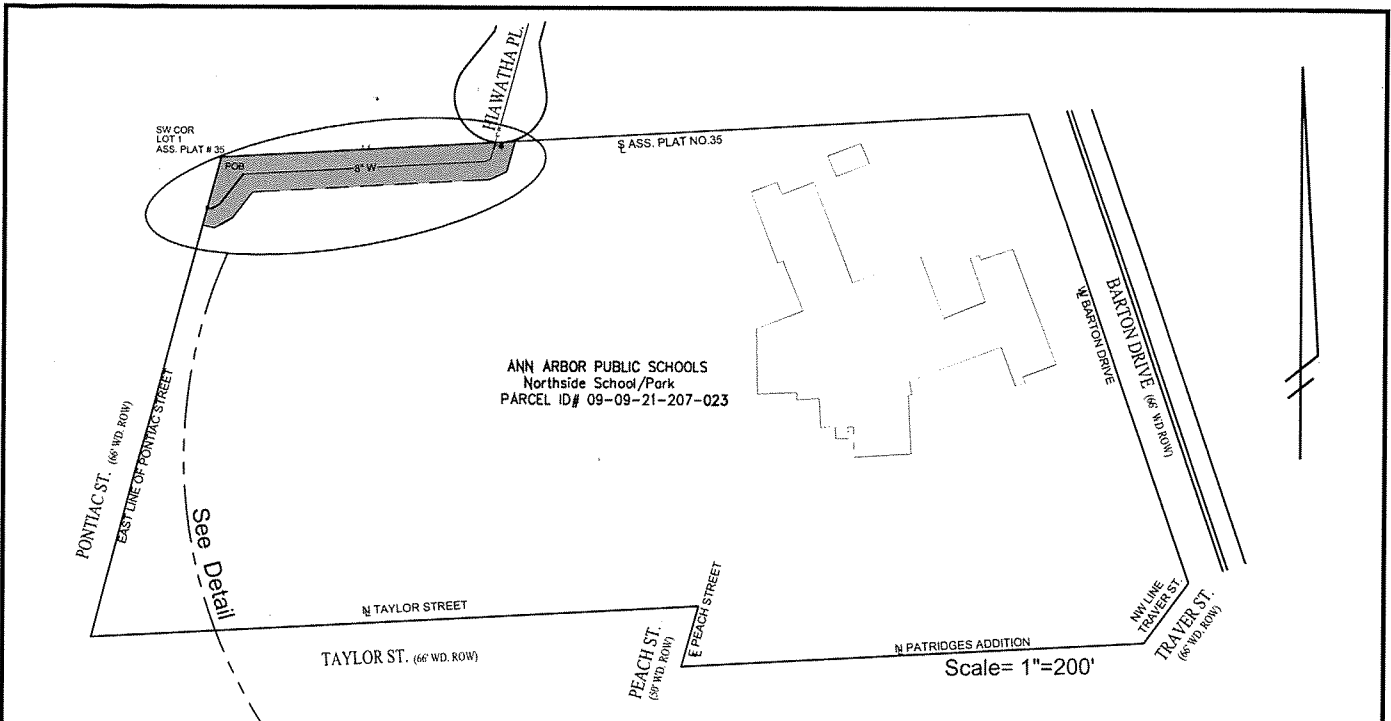 HIAWATHA PL.
SW COR
LOT 1
ASS. PLAT # 35
POB
8" W
S L ASS. PLAT NO.35
W L BARTON DRIVE
BARTON DRIVE (66' WD ROW)
ANN ARBOR PUBLIC SCHOOLS
Northside School/Park
PARCEL ID# 09-09-21-207-023
PONTIAC ST. (66' WD. ROW)
EAST LINE OF PONTIAC STREET
See Detail
N L TAYLOR STREET
TAYLOR ST. (66' WD. ROW)
E L PEACH STREET
PEACH ST.
(50' WD. ROW)
N L PATRIDGES ADDITION
NW LINE
TRAVER ST.
TRAVER ST.
(66' WD. ROW)
Scale= 1"=200'